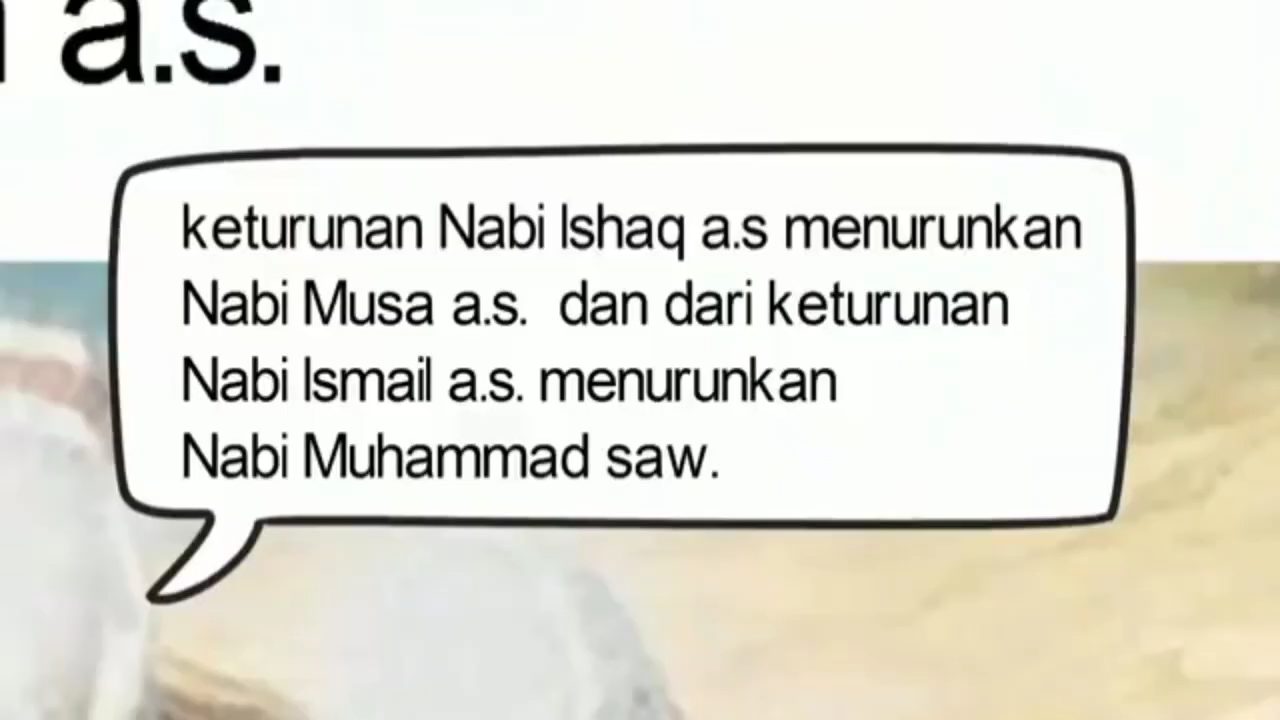 a.s.
keturunan Nabi Ishaq a.s menurunkan
Nabi Musa a.s. dan dari keturunan
Nabi Ismail a.s. menurunkan
Nabi Muhammad saw.